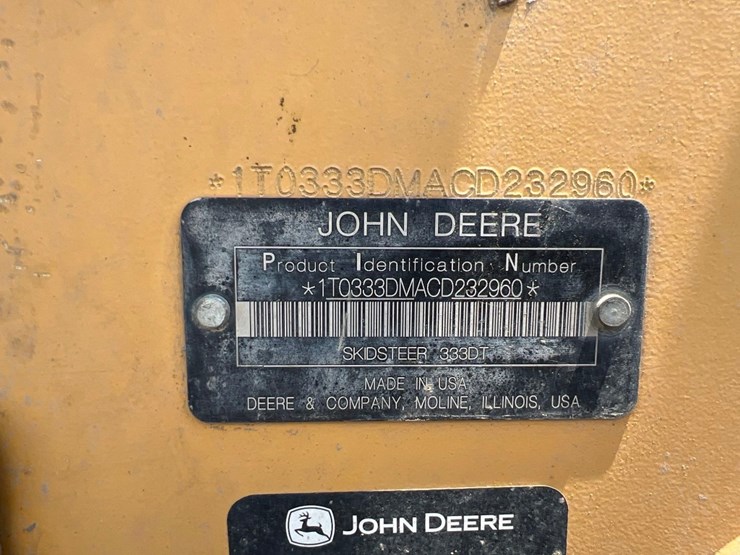 *1T0333DMACD232960*
JOHN DEERE
Product Identification Number
*1T0333DMACD232960*
SKIDSTEER 333DT
MADE IN USA
DEERE & COMPANY, MOLINE, ILLINOIS, USA
JOHN DEERE